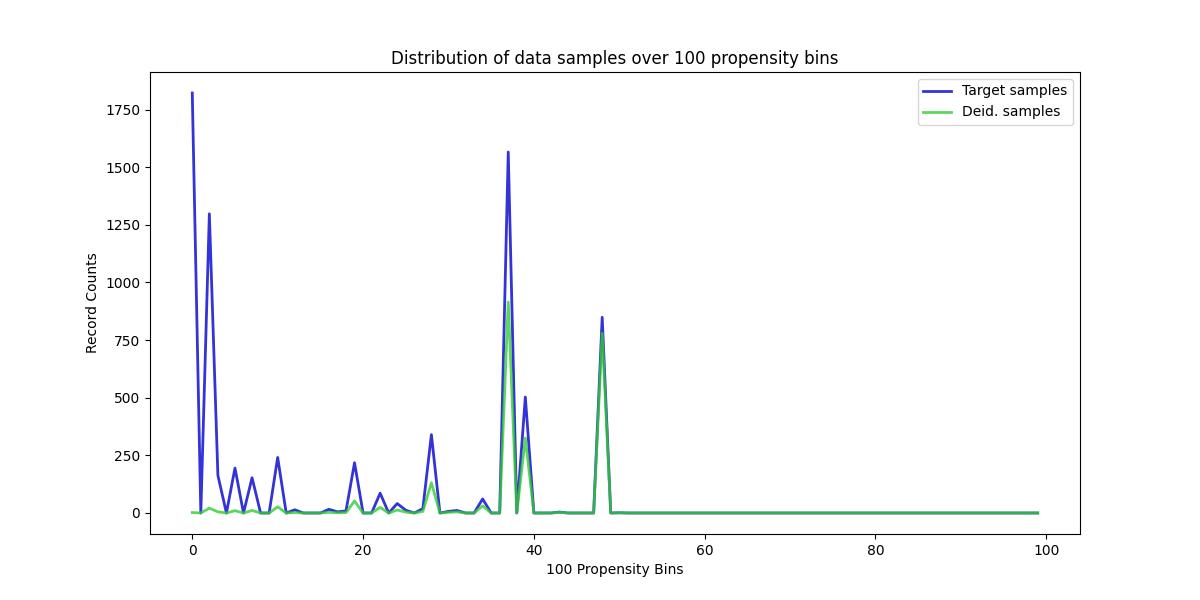 Distribution of data samples over 100 propensity bins
Target samples
Deid. samples
1750
1500
1250
1000
750
500
250
0
Record Counts
0 20 40 60 80 100
100 Propensity Bins